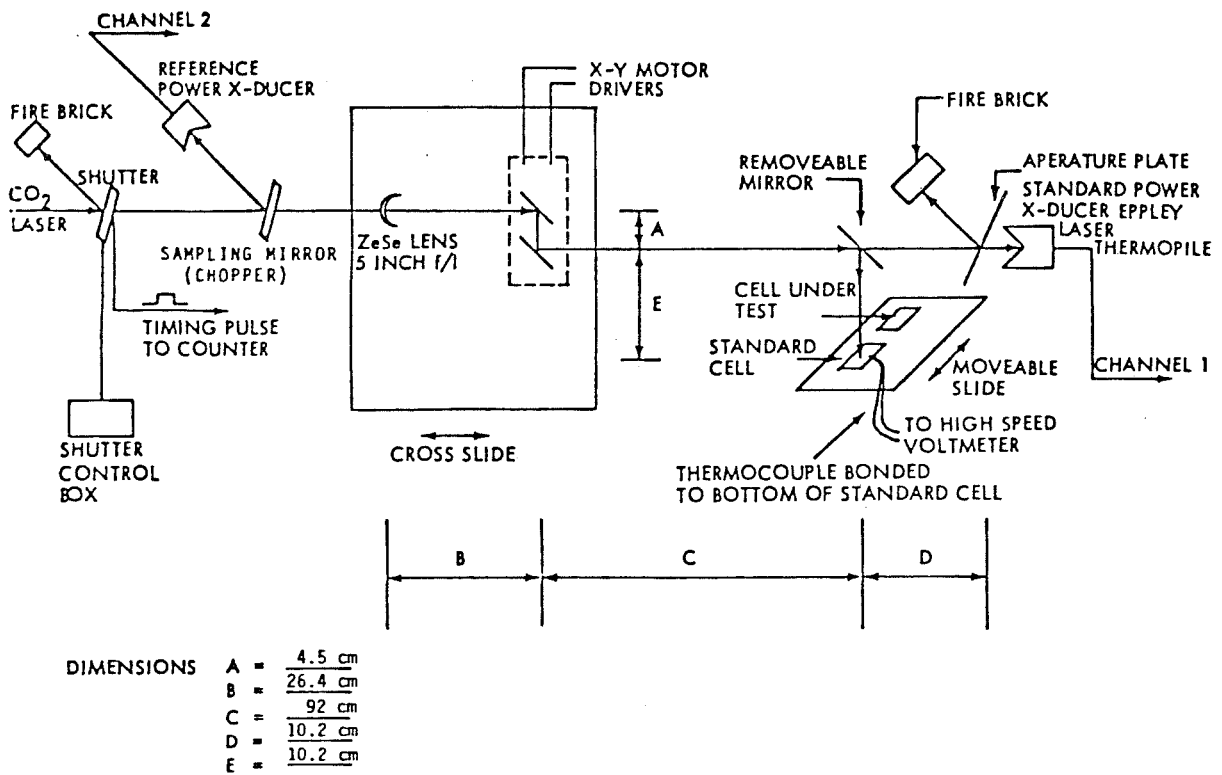 CHANNEL 2
REFERENCE
POWER X-DUCER
FIRE BRICK
SHUTTER
CO2
LASER
SAMPLING MIRROR
(CHOPPER)
TIMING PULSE
TO COUNTER
SHUTTER
CONTROL
BOX
X-Y MOTOR
DRIVERS
ZeSe LENS
5 INCH f/l
CROSS SLIDE
A
E
REMOVEABLE
MIRROR
FIRE BRICK
APERATURE PLATE
STANDARD POWER
X-DUCER EPPLEY
LASER
THERMOPILE
CELL UNDER
TEST
STANDARD
CELL
MOVEABLE
SLIDE
CHANNEL 1
TO HIGH SPEED
VOLTMETER
THERMOCOUPLE BONDED
TO BOTTOM OF STANDARD CELL
B
C
D
DIMENSIONS A = 4.5 cm
B = 26.4 cm
C = 92 cm
D = 10.2 cm
E = 10.2 cm